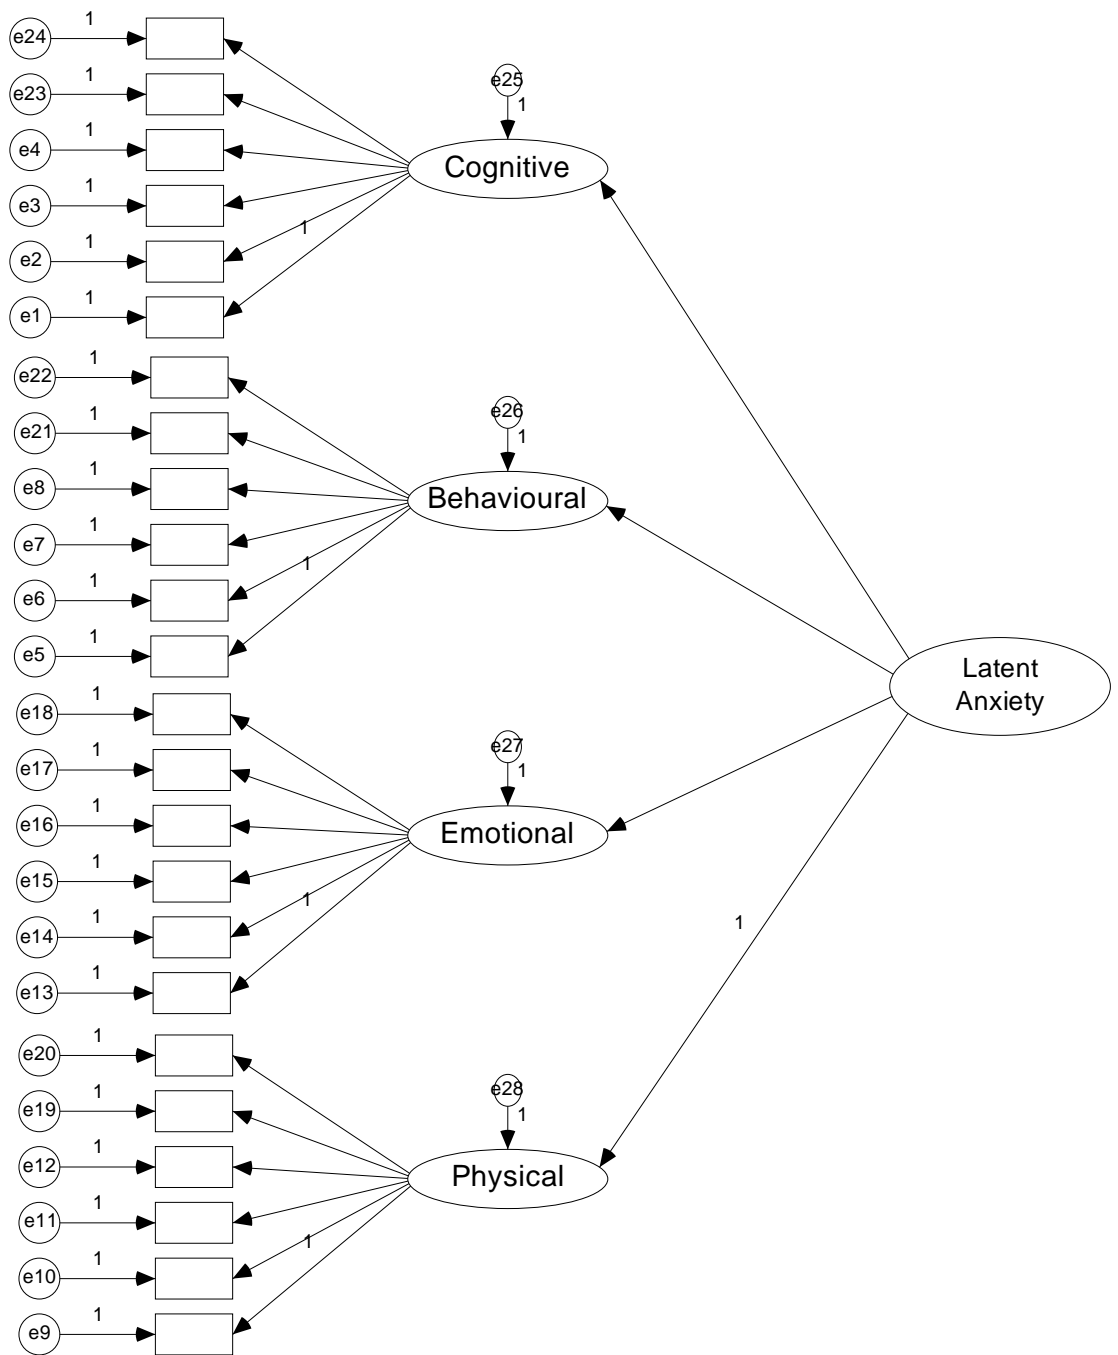 e24
1
e23
1
e4
1
e3
1
e2
1
e1
1
1
e25
1
Cognitive
e22
1
e21
1
e8
1
e7
1
e6
1
e5
1
1
e26
1
Behavioural
Latent
Anxiety
e18
1
e17
1
e16
1
e15
1
e14
1
e13
1
1
e27
1
Emotional
1
e20
1
e19
1
e12
1
e11
1
e10
1
e9
1
1
e28
1
Physical